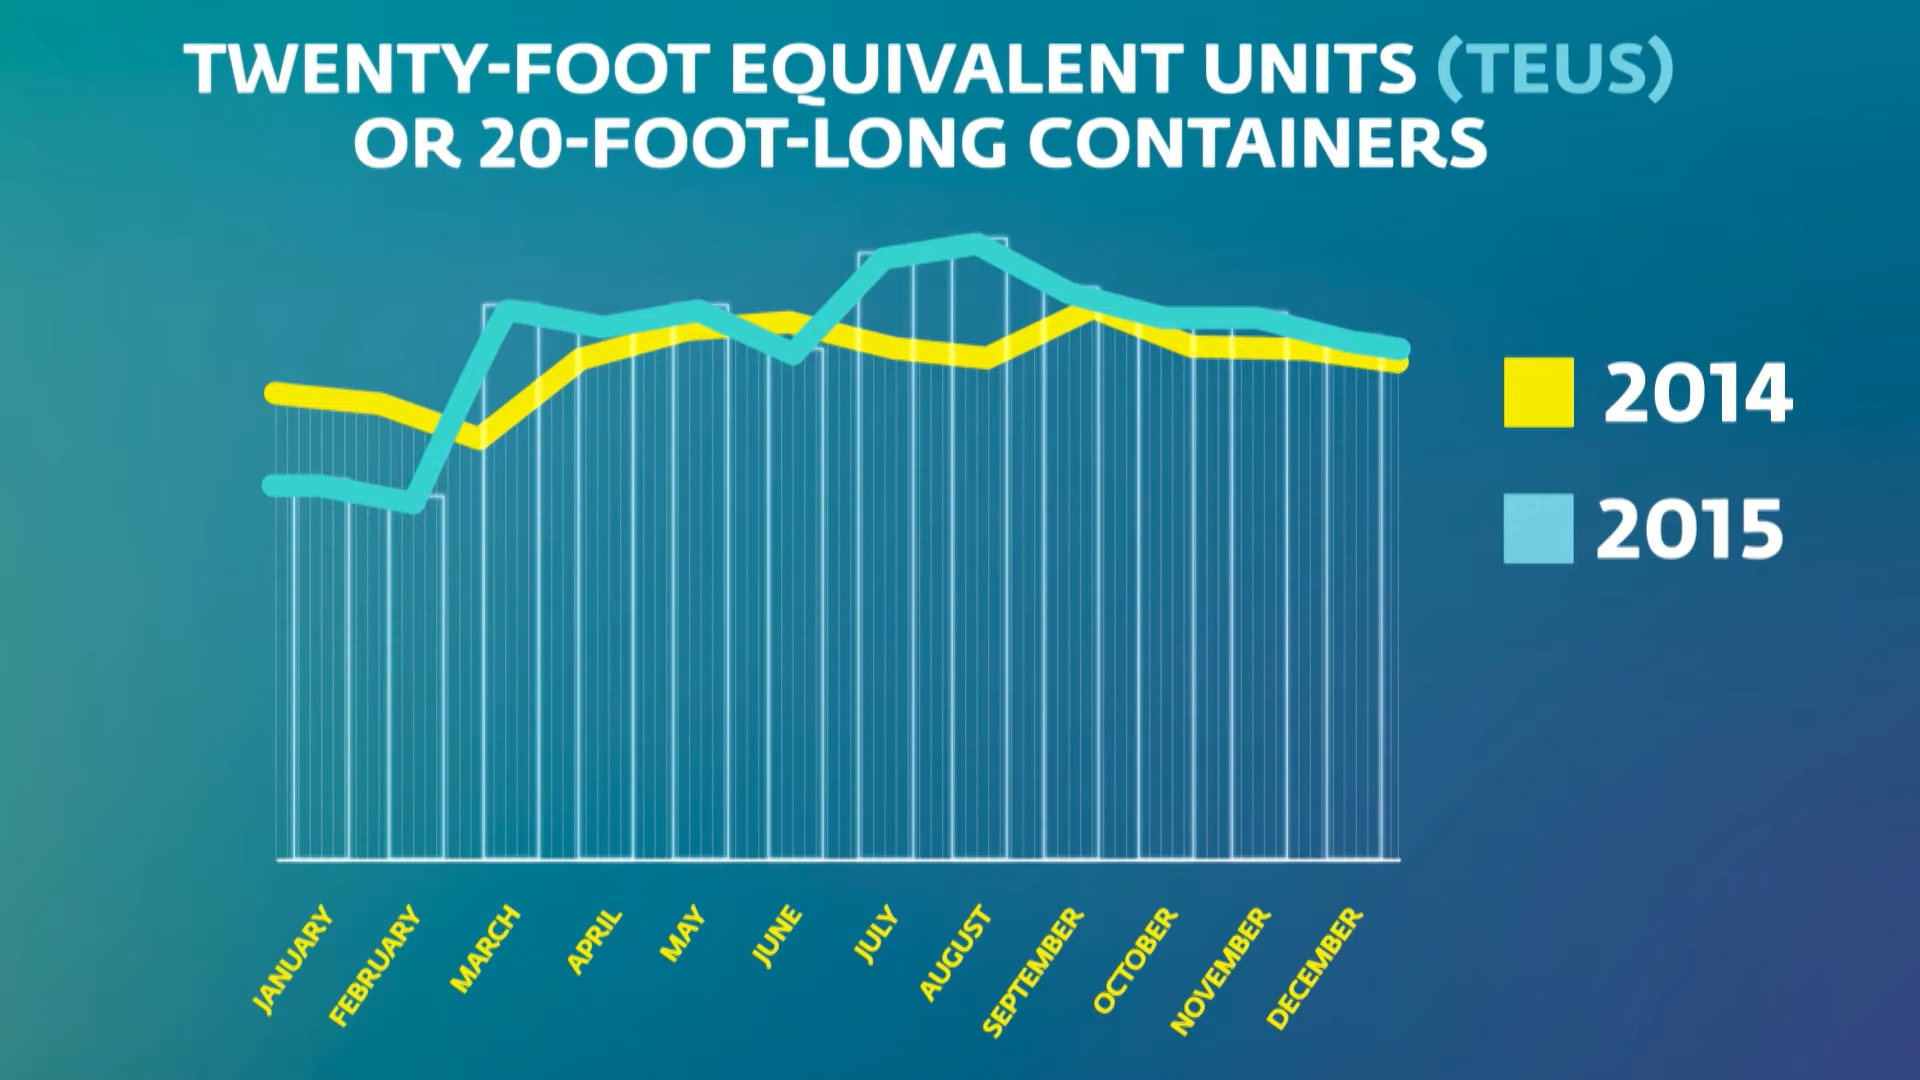 TWENTY-FOOT EQUIVALENT UNITS (TEUS)
OR 20-FOOT-LONG CONTAINERS
2014
2015
JANUARY
FEBRUARY
MARCH
APRIL
MAY
JUNE
JULY
AUGUST
SEPTEMBER
OCTOBER
NOVEMBER
DECEMBER